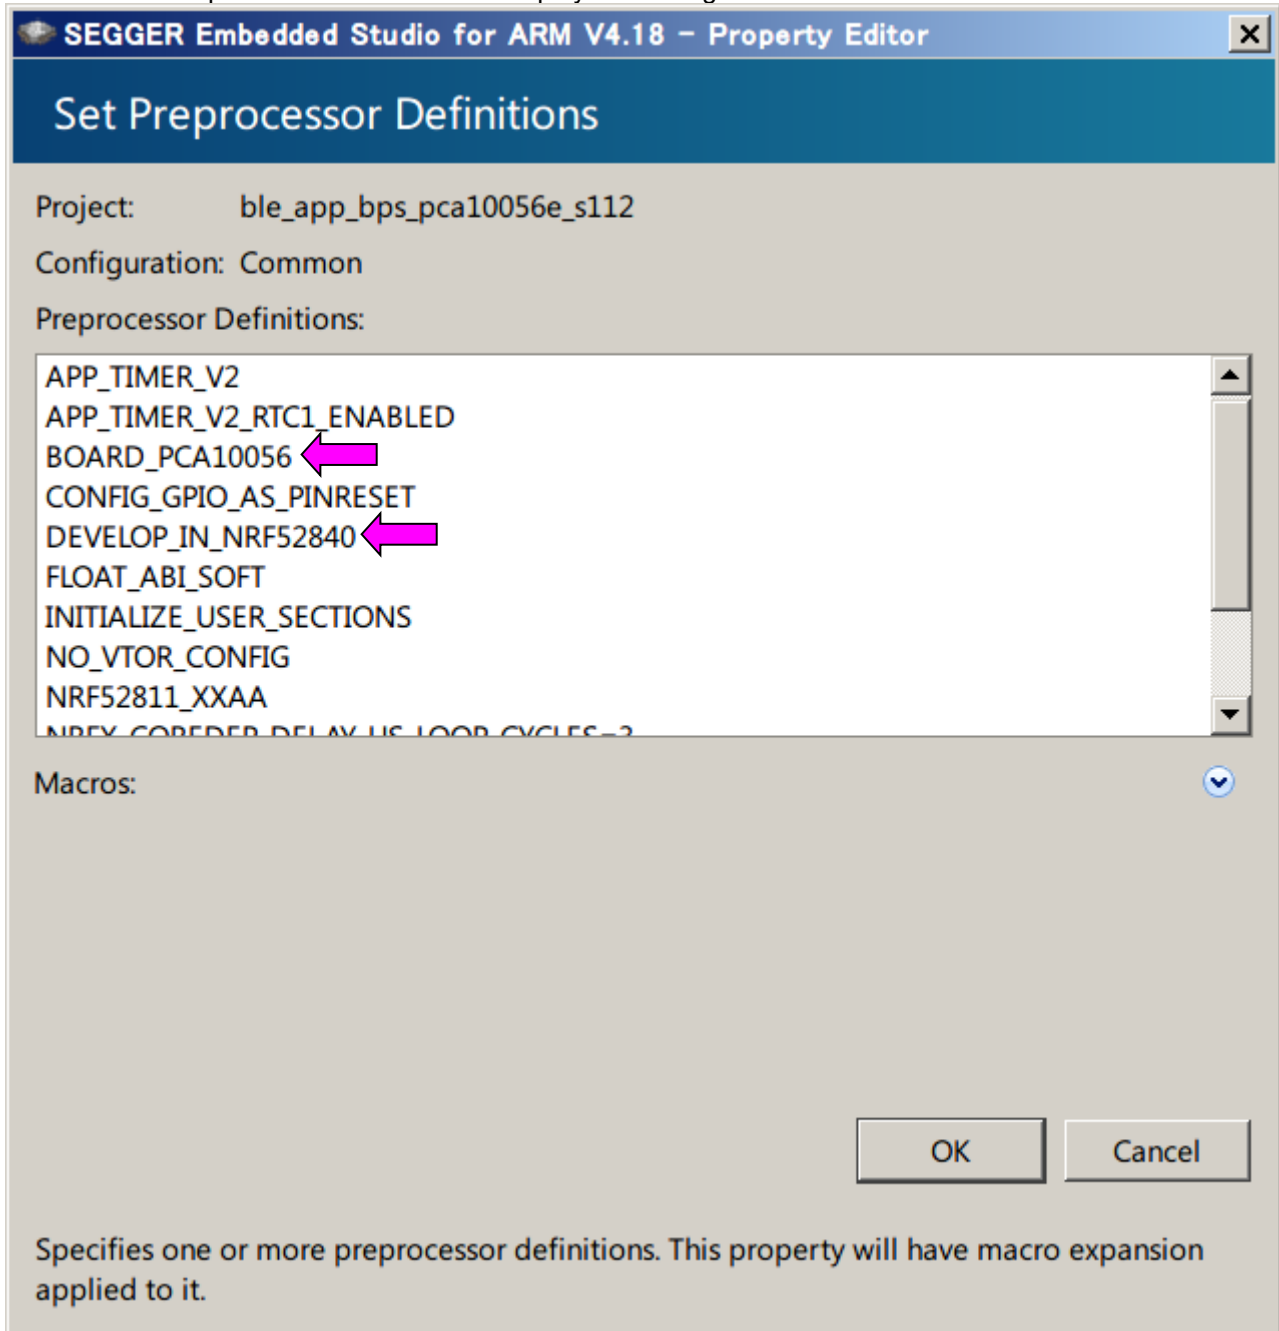 SEGGER Embedded Studio for ARM V4.18 - Property Editor
Set Preprocessor Definitions
Project: ble_app_bps_pca10056e_s112
Configuration: Common
Preprocessor Definitions:
APP_TIMER_V2
APP_TIMER_V2_RTC1_ENABLED
BOARD_PCA10056
CONFIG_GPIO_AS_PINRESET
DEVELOP_IN_NRF52840
FLOAT_ABI_SOFT
INITIALIZE_USER_SECTIONS
NO_VTOR_CONFIG
NRF52811_XXAA
Macros:
OK Cancel
Specifies one or more preprocessor definitions. This property will have macro expansion
applied to it.